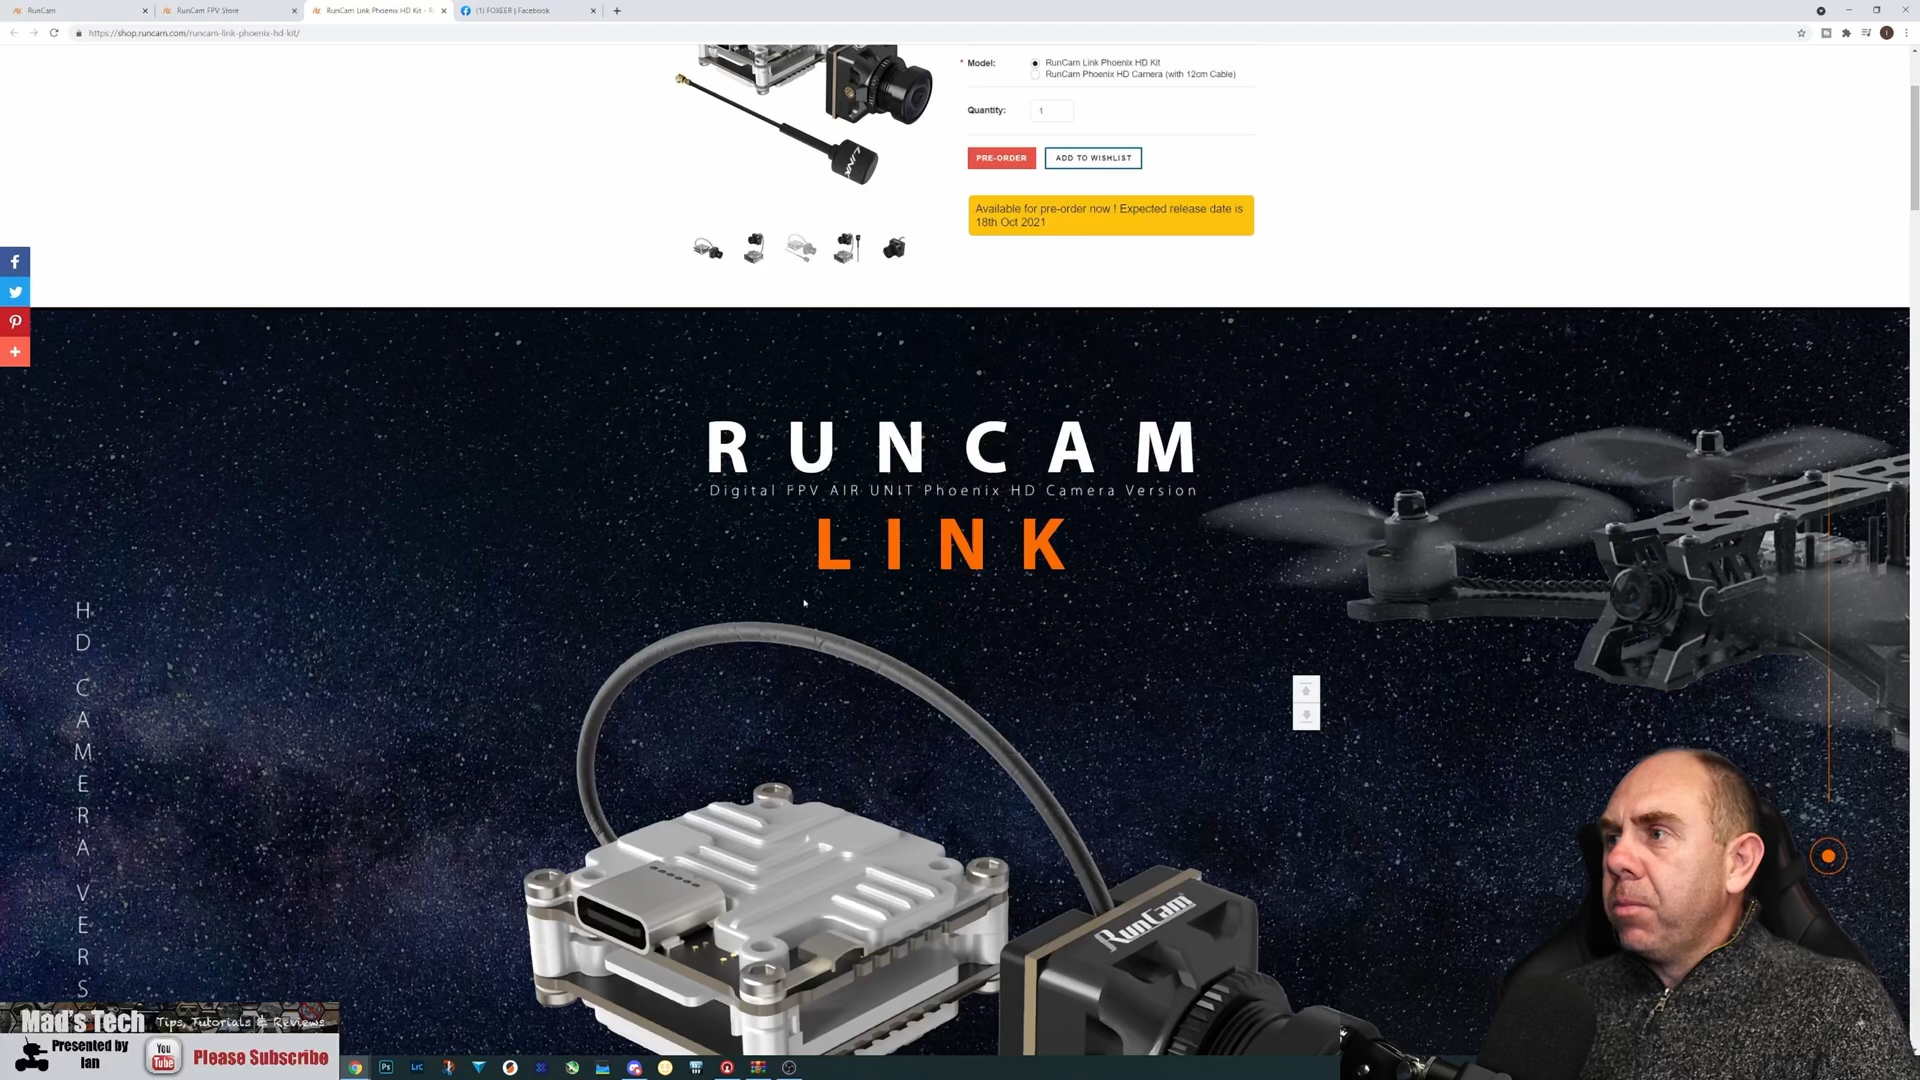 RunCam
RunCam FPV Store
RunCam Link Phoenix HD Kit - R
(1) FOXEER | Facebook
https://shop.runcam.com/runcam-link-phoenix-hd-kit/
* Model:
RunCam Link Phoenix HD Kit
RunCam Phoenix HD Camera (with 12cm Cable)
Quantity:
1
PRE-ORDER
ADD TO WISHLIST
Available for pre-order now ! Expected release date is
18th Oct 2021
LINK
RUNCAM
Digital FPV AIR UNIT Phoenix HD Camera Version
LINK
HD CAMERA VERS
RunCam
Mad's Tech
Tips, Tutorials & Reviews
Presented by
Ian
You
Tube
Please Subscribe
Ps
LrC